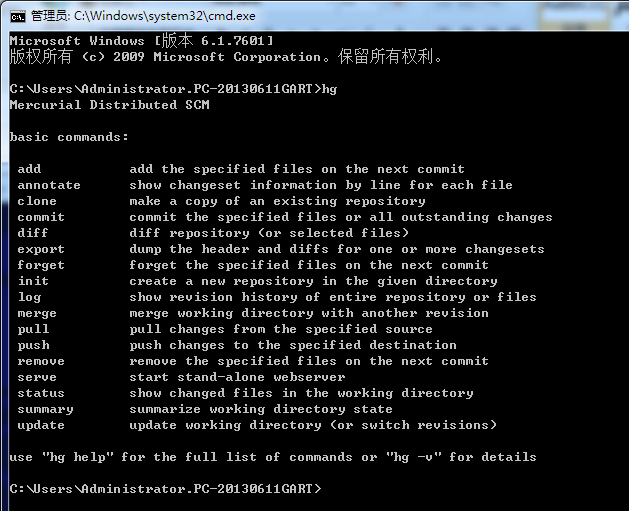 管理员: C:\Windows\system32\cmd.exe
Microsoft Windows [版本 6.1.7601]
版权所有 (c) 2009 Microsoft Corporation。保留所有权利。
C:\Users\Administrator.PC-20130611GART>hg
Mercurial Distributed SCM
basic commands:
add add the specified files on the next commit
annotate show changeset information by line for each file
clone make a copy of an existing repository
commit commit the specified files or all outstanding changes
diff diff repository (or selected files)
export dump the header and diffs for one or more changesets
forget forget the specified files on the next commit
init create a new repository in the given directory
log show revision history of entire repository or files
merge merge working directory with another revision
pull pull changes from the specified source
push push changes to the specified destination
remove remove the specified files on the next commit
serve start stand-alone webserver
status show changed files in the working directory
summary summarize working directory state
update update working directory (or switch revisions)
use "hg help" for the full list of commands or "hg -v" for details
C:\Users\Administrator.PC-20130611GART>